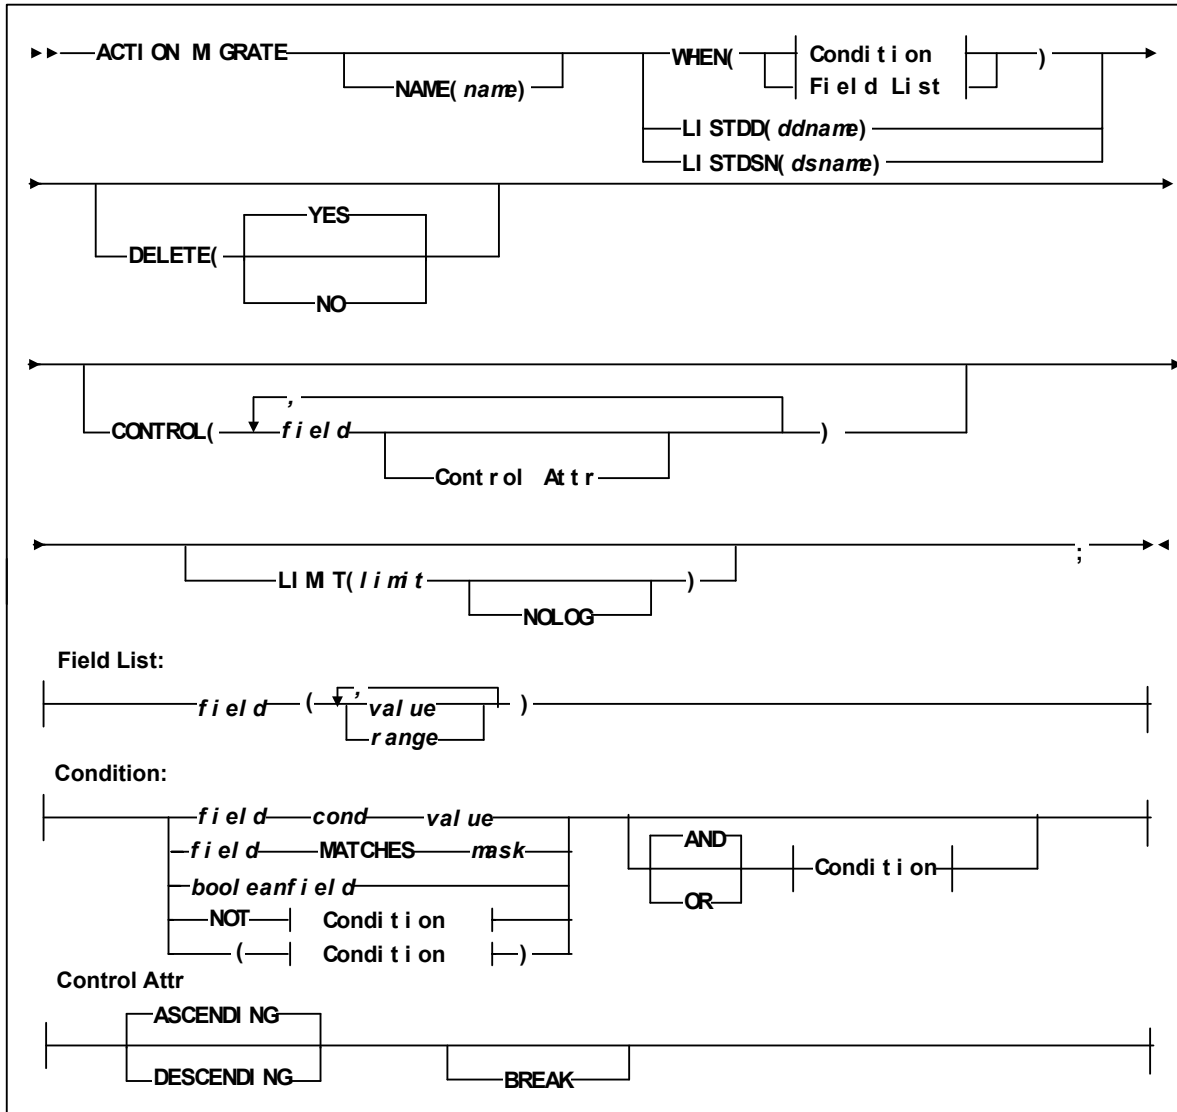 ACTION MIGRATE WHEN( Condition )
NAME(name) Field List
LISTDD(ddname)
LISTDSN(dsname)
YES
DELETE(
NO
,
CONTROL( field )
Control Attr
;
LIMIT(limit )
NOLOG
Field List:
field ( , )
value
range
Condition:
field cond value
AND
field MATCHES mask
Condition
booleanfield
OR
NOT Condition
( Condition )
Control Attr
ASCENDING
DESCENDING
BREAK